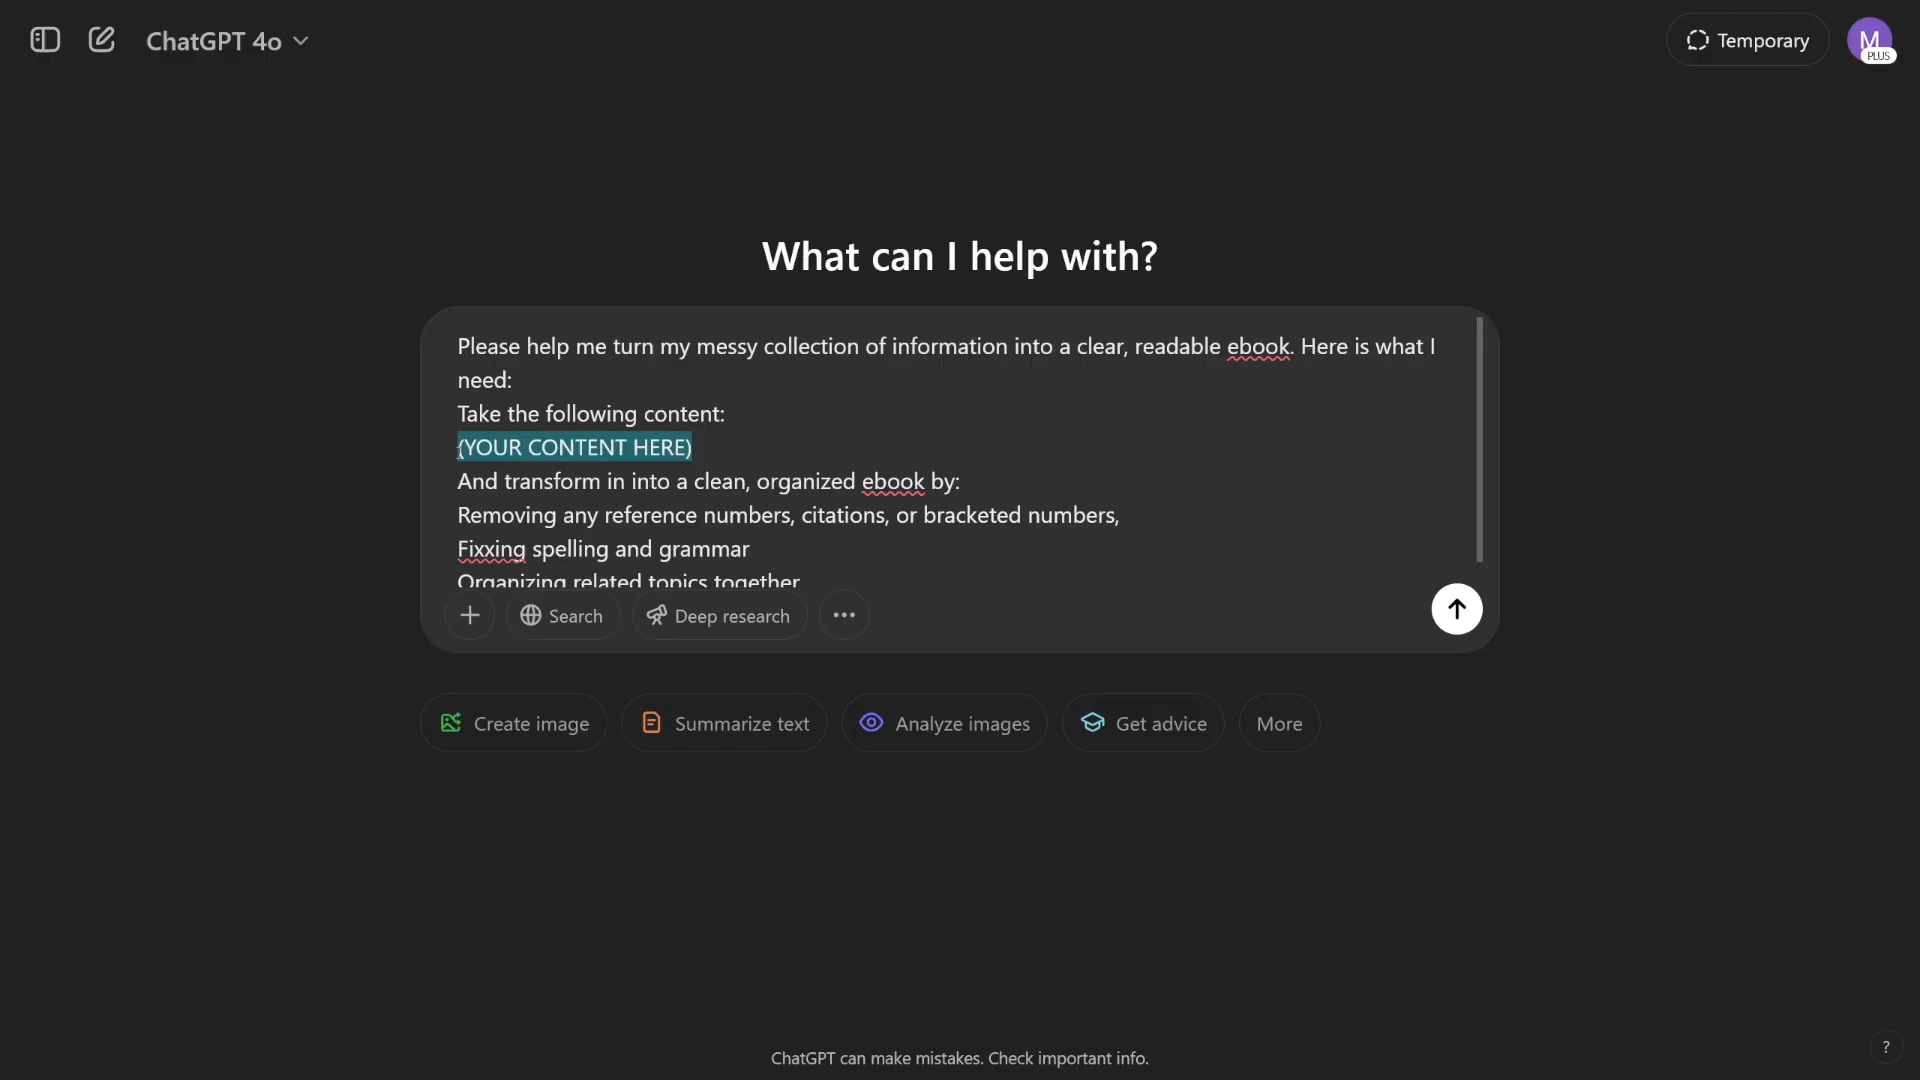 ChatGPT 4o
Temporary
M
PLUS
What can I help with?
Please help me turn my messy collection of information into a clear, readable ebook. Here is what I
need:
Take the following content:
(YOUR CONTENT HERE)
And transform in into a clean, organized ebook by:
Removing any reference numbers, citations, or bracketed numbers,
Fixxing spelling and grammar
Organizing related topics together
Search
Deep research
Create image
Summarize text
Analyze images
Get advice
More
ChatGPT can make mistakes. Check important info.
?